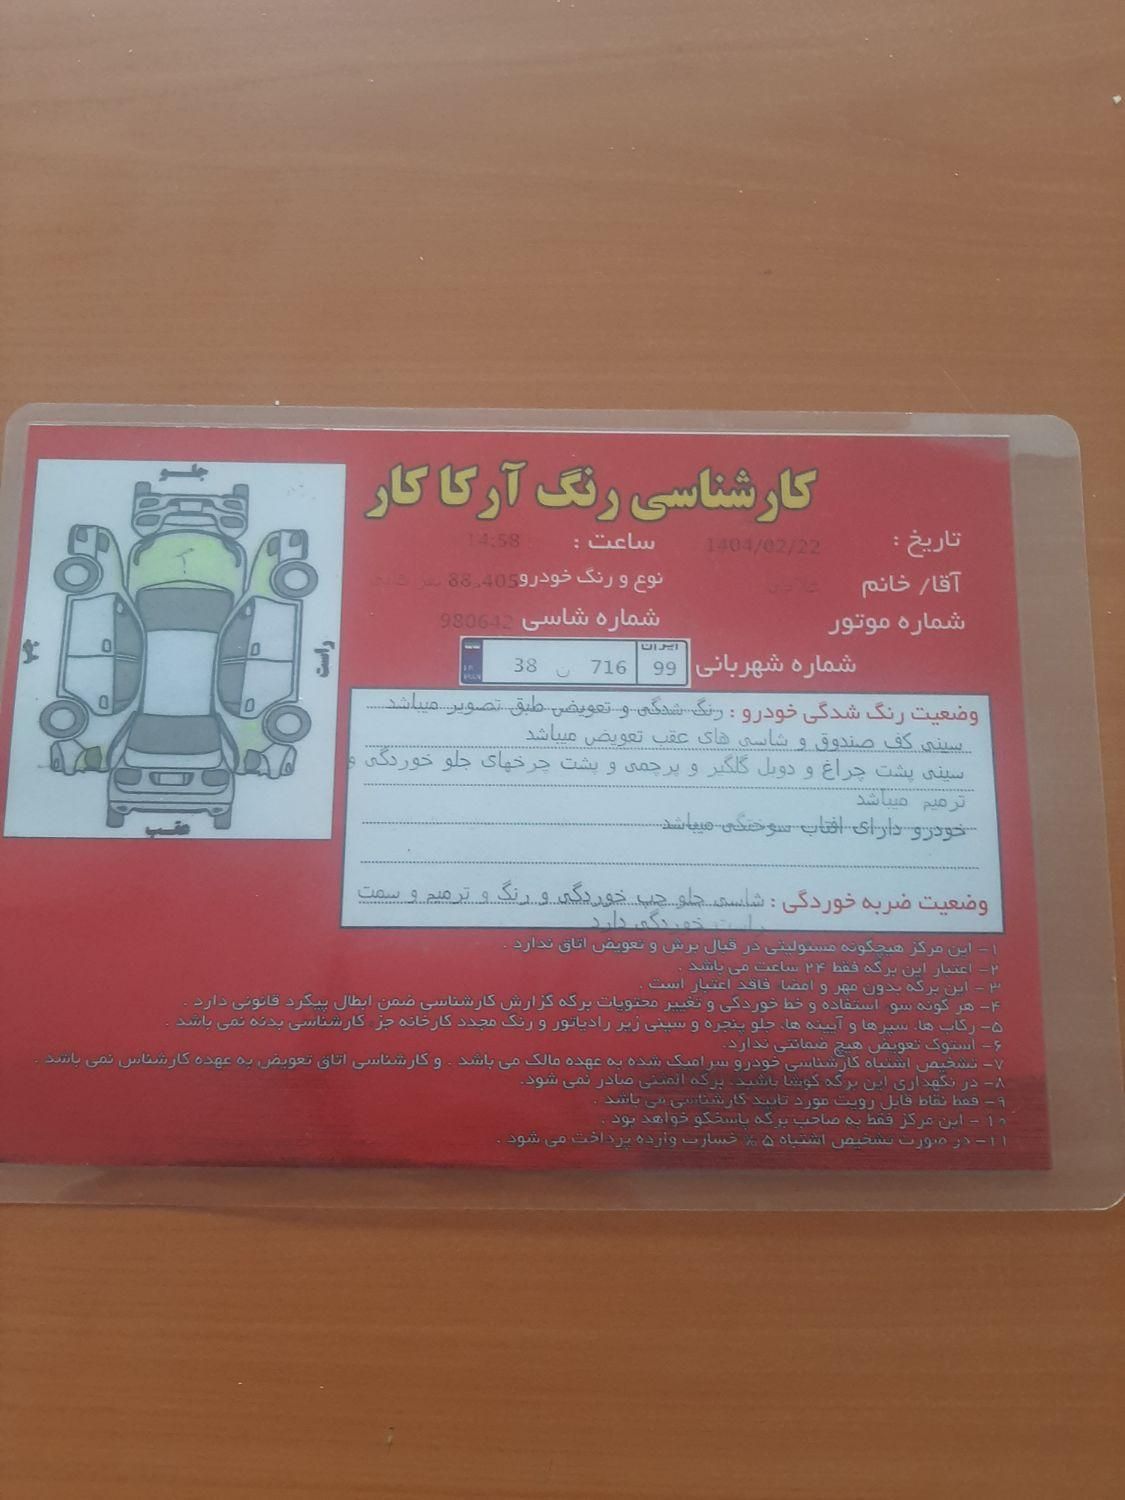 کارشناسی رنگ آرکا کار
تاریخ : 1404/02/22 ساعت : 14:58
آقا/ خانم نوع و رنگ خودرو 405ـ88
شماره موتور شماره شاسی 980642
شماره شهربانی ایران 99 716 ن 38
جلو
چپ
راست
عقب
وضعیت رنگ شدگی خودرو : رنگ شدگی و تعویض طبق تصویر میباشد
سینی کف صندوق و شاسی های عقب تعویض میباشد
سینی پشت چراغ و دوبل گلگیر و پرچمی و پشت چرخهای جلو خوردگی و
ترمیم میباشد
خودرو دارای افتاب سوختگی میباشد
وضعیت ضربه خوردگی : شاسی جلو چپ خوردگی و رنگ و ترمیم و سمت
راست خوردگی دارد
۱- این مرکز هیچگونه مسئولیتی در قبال برش و تعویض اتاق ندارد .
۲- اعتبار این برگه فقط ۲۴ ساعت می باشد .
۳- این برگه بدون مهر و امضا، فاقد اعتبار است .
۴- هر گونه سوء استفاده و خط خوردگی و تغییر محتویات برگه گزارش کارشناسی ضمن ابطال پیگرد قانونی دارد .
۵- رکاب ها، سپرها و آیینه ها، جلو پنجره و سینی زیر رادیاتور و رنگ مجدد کارخانه جزء کارشناسی بدنه نمی باشد .
۶- استوک تعویض هیچ ضمانتی ندارد.
۷- تشخیص اشتباه کارشناسی خودرو سرامیک شده به عهده مالک می باشد . و کارشناسی اتاق تعویض به عهده کارشناس نمی باشد .
۸- در نگهداری این برگه کوشا باشید، برگه المثنی صادر نمی شود.
۹- فقط نقاط قابل رویت مورد تایید کارشناسی می باشد .
۱۰- این مرکز فقط به صاحب برگه پاسخگو خواهد بود .
۱۱- در صورت تشخیص اشتباه ۵٪ خسارت وارده پرداخت می شود .